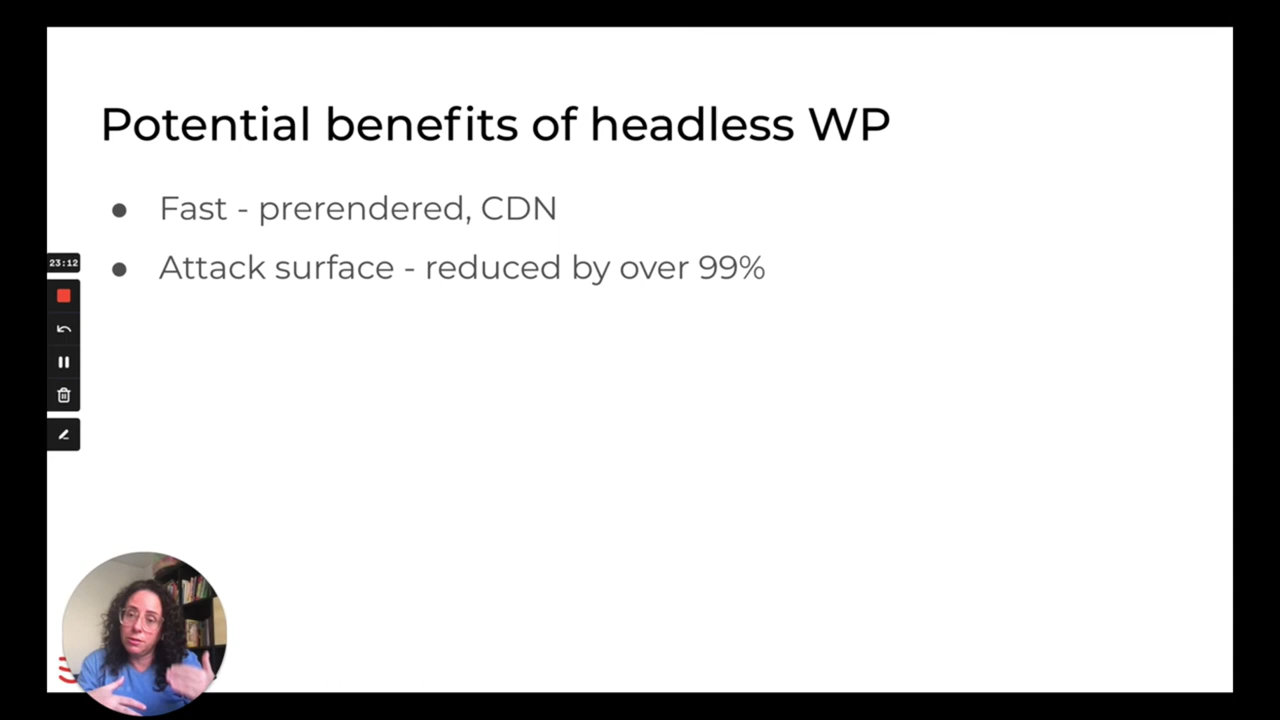 Potential benefits of headless WP
● Fast - prerendered, CDN
● Attack surface - reduced by over 99%
23:12